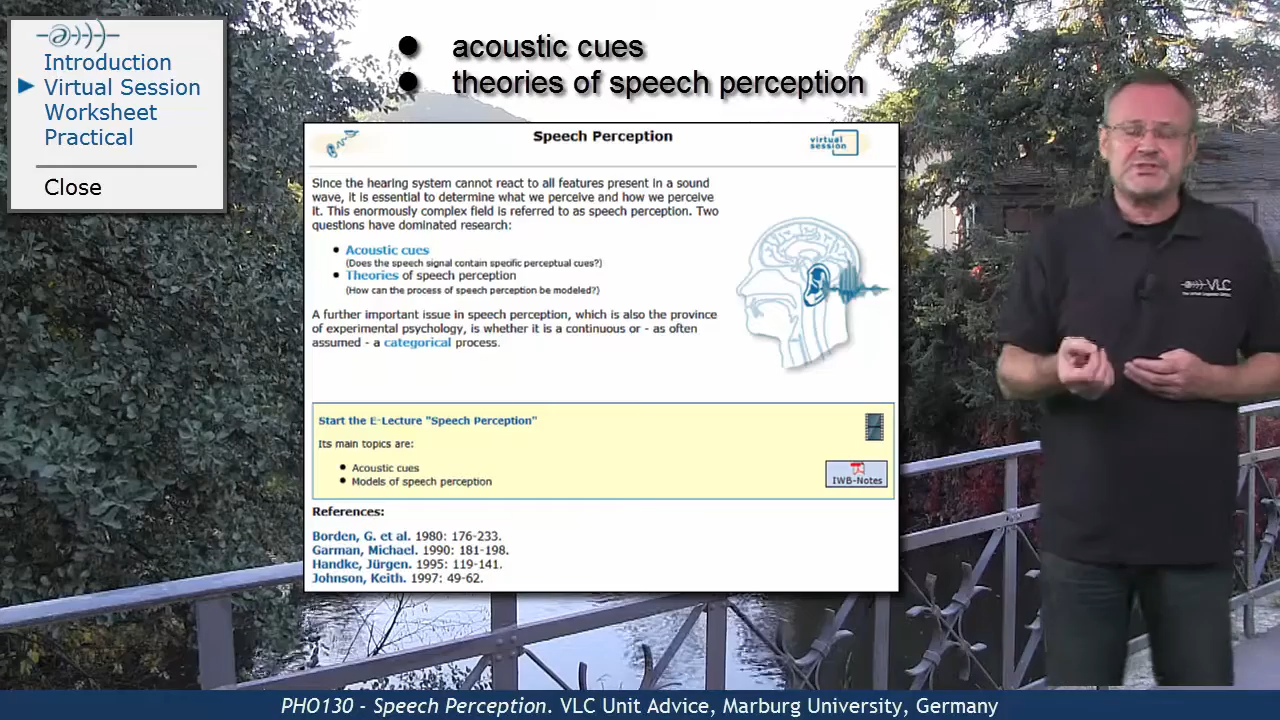 Introduction
Virtual Session
Worksheet
Practical
Close
● acoustic cues
● theories of speech perception
Speech Perception
virtual
session
Since the hearing system cannot react to all features present in a sound
wave, it is essential to determine what we perceive and how we perceive
it. This enormously complex field is referred to as speech perception. Two
questions have dominated research:
• Acoustic cues
(Does the speech signal contain specific perceptual cues?)
• Theories of speech perception
(How can the process of speech perception be modeled?)
A further important issue in speech perception, which is also the province
of experimental psychology, is whether it is a continuous or - as often
assumed - a categorical process.
Start the E-Lecture "Speech Perception"
Its main topics are:
• Acoustic cues
• Models of speech perception
IWB-Notes
References:
Borden, G. et al. 1980: 176-233.
Garman, Michael. 1990: 181-198.
Handke, Jürgen. 1995: 119-141.
Johnson, Keith. 1997: 49-62.
VLC
PHO130 - Speech Perception. VLC Unit Advice, Marburg University, Germany